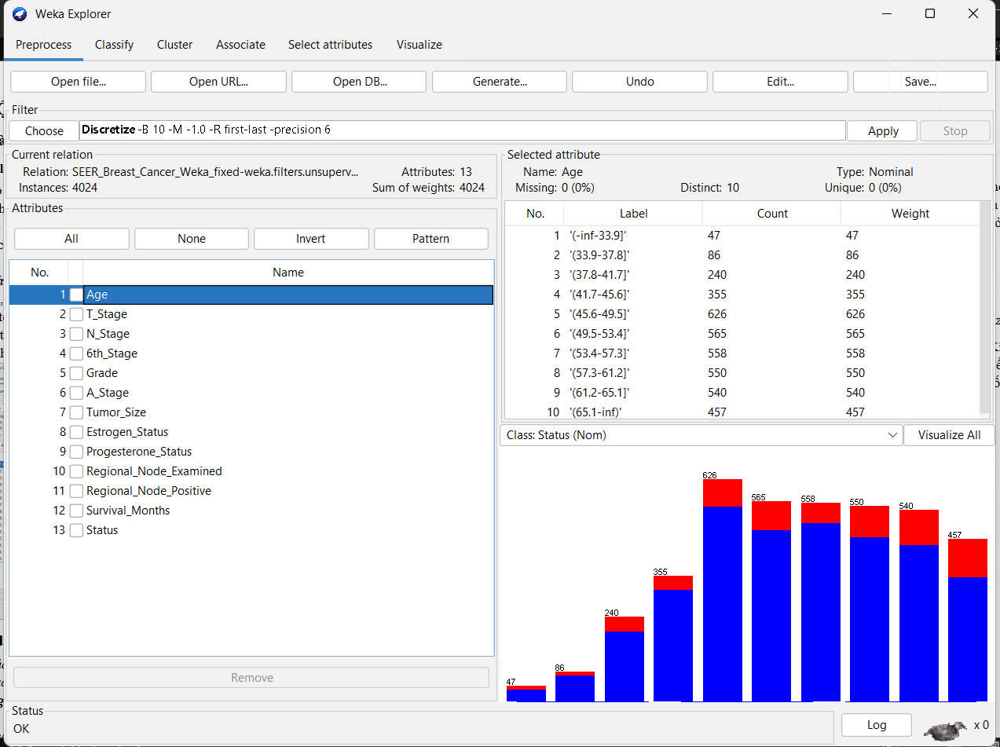 Weka Explorer
Preprocess Classify Cluster Associate Select attributes Visualize
Open file... Open URL... Open DB... Generate... Undo Edit... Save...
Filter
Choose Discretize -B 10 -M -1.0 -R first-last -precision 6 Apply Stop
Current relation
Relation: SEER_Breast_Cancer_Weka_fixed-weka.filters.unsuperv... Attributes: 13
Instances: 4024 Sum of weights: 4024
Attributes
All None Invert Pattern
No. Name
1 Age
2 T_Stage
3 N_Stage
4 6th_Stage
5 Grade
6 A_Stage
7 Tumor_Size
8 Estrogen_Status
9 Progesterone_Status
10 Regional_Node_Examined
11 Regional_Node_Positive
12 Survival_Months
13 Status
Remove
Selected attribute
Name: Age Type: Nominal
Missing: 0 (0%) Distinct: 10 Unique: 0 (0%)
No. Label Count Weight
1 '(-inf-33.9]' 47 47
2 '(33.9-37.8]' 86 86
3 '(37.8-41.7]' 240 240
4 '(41.7-45.6]' 355 355
5 '(45.6-49.5]' 626 626
6 '(49.5-53.4]' 565 565
7 '(53.4-57.3]' 558 558
8 '(57.3-61.2]' 550 550
9 '(61.2-65.1]' 540 540
10 '(65.1-inf)' 457 457
Class: Status (Nom) Visualize All
47 86 240 355 626 565 558 550 540 457
Status
OK
Log x 0